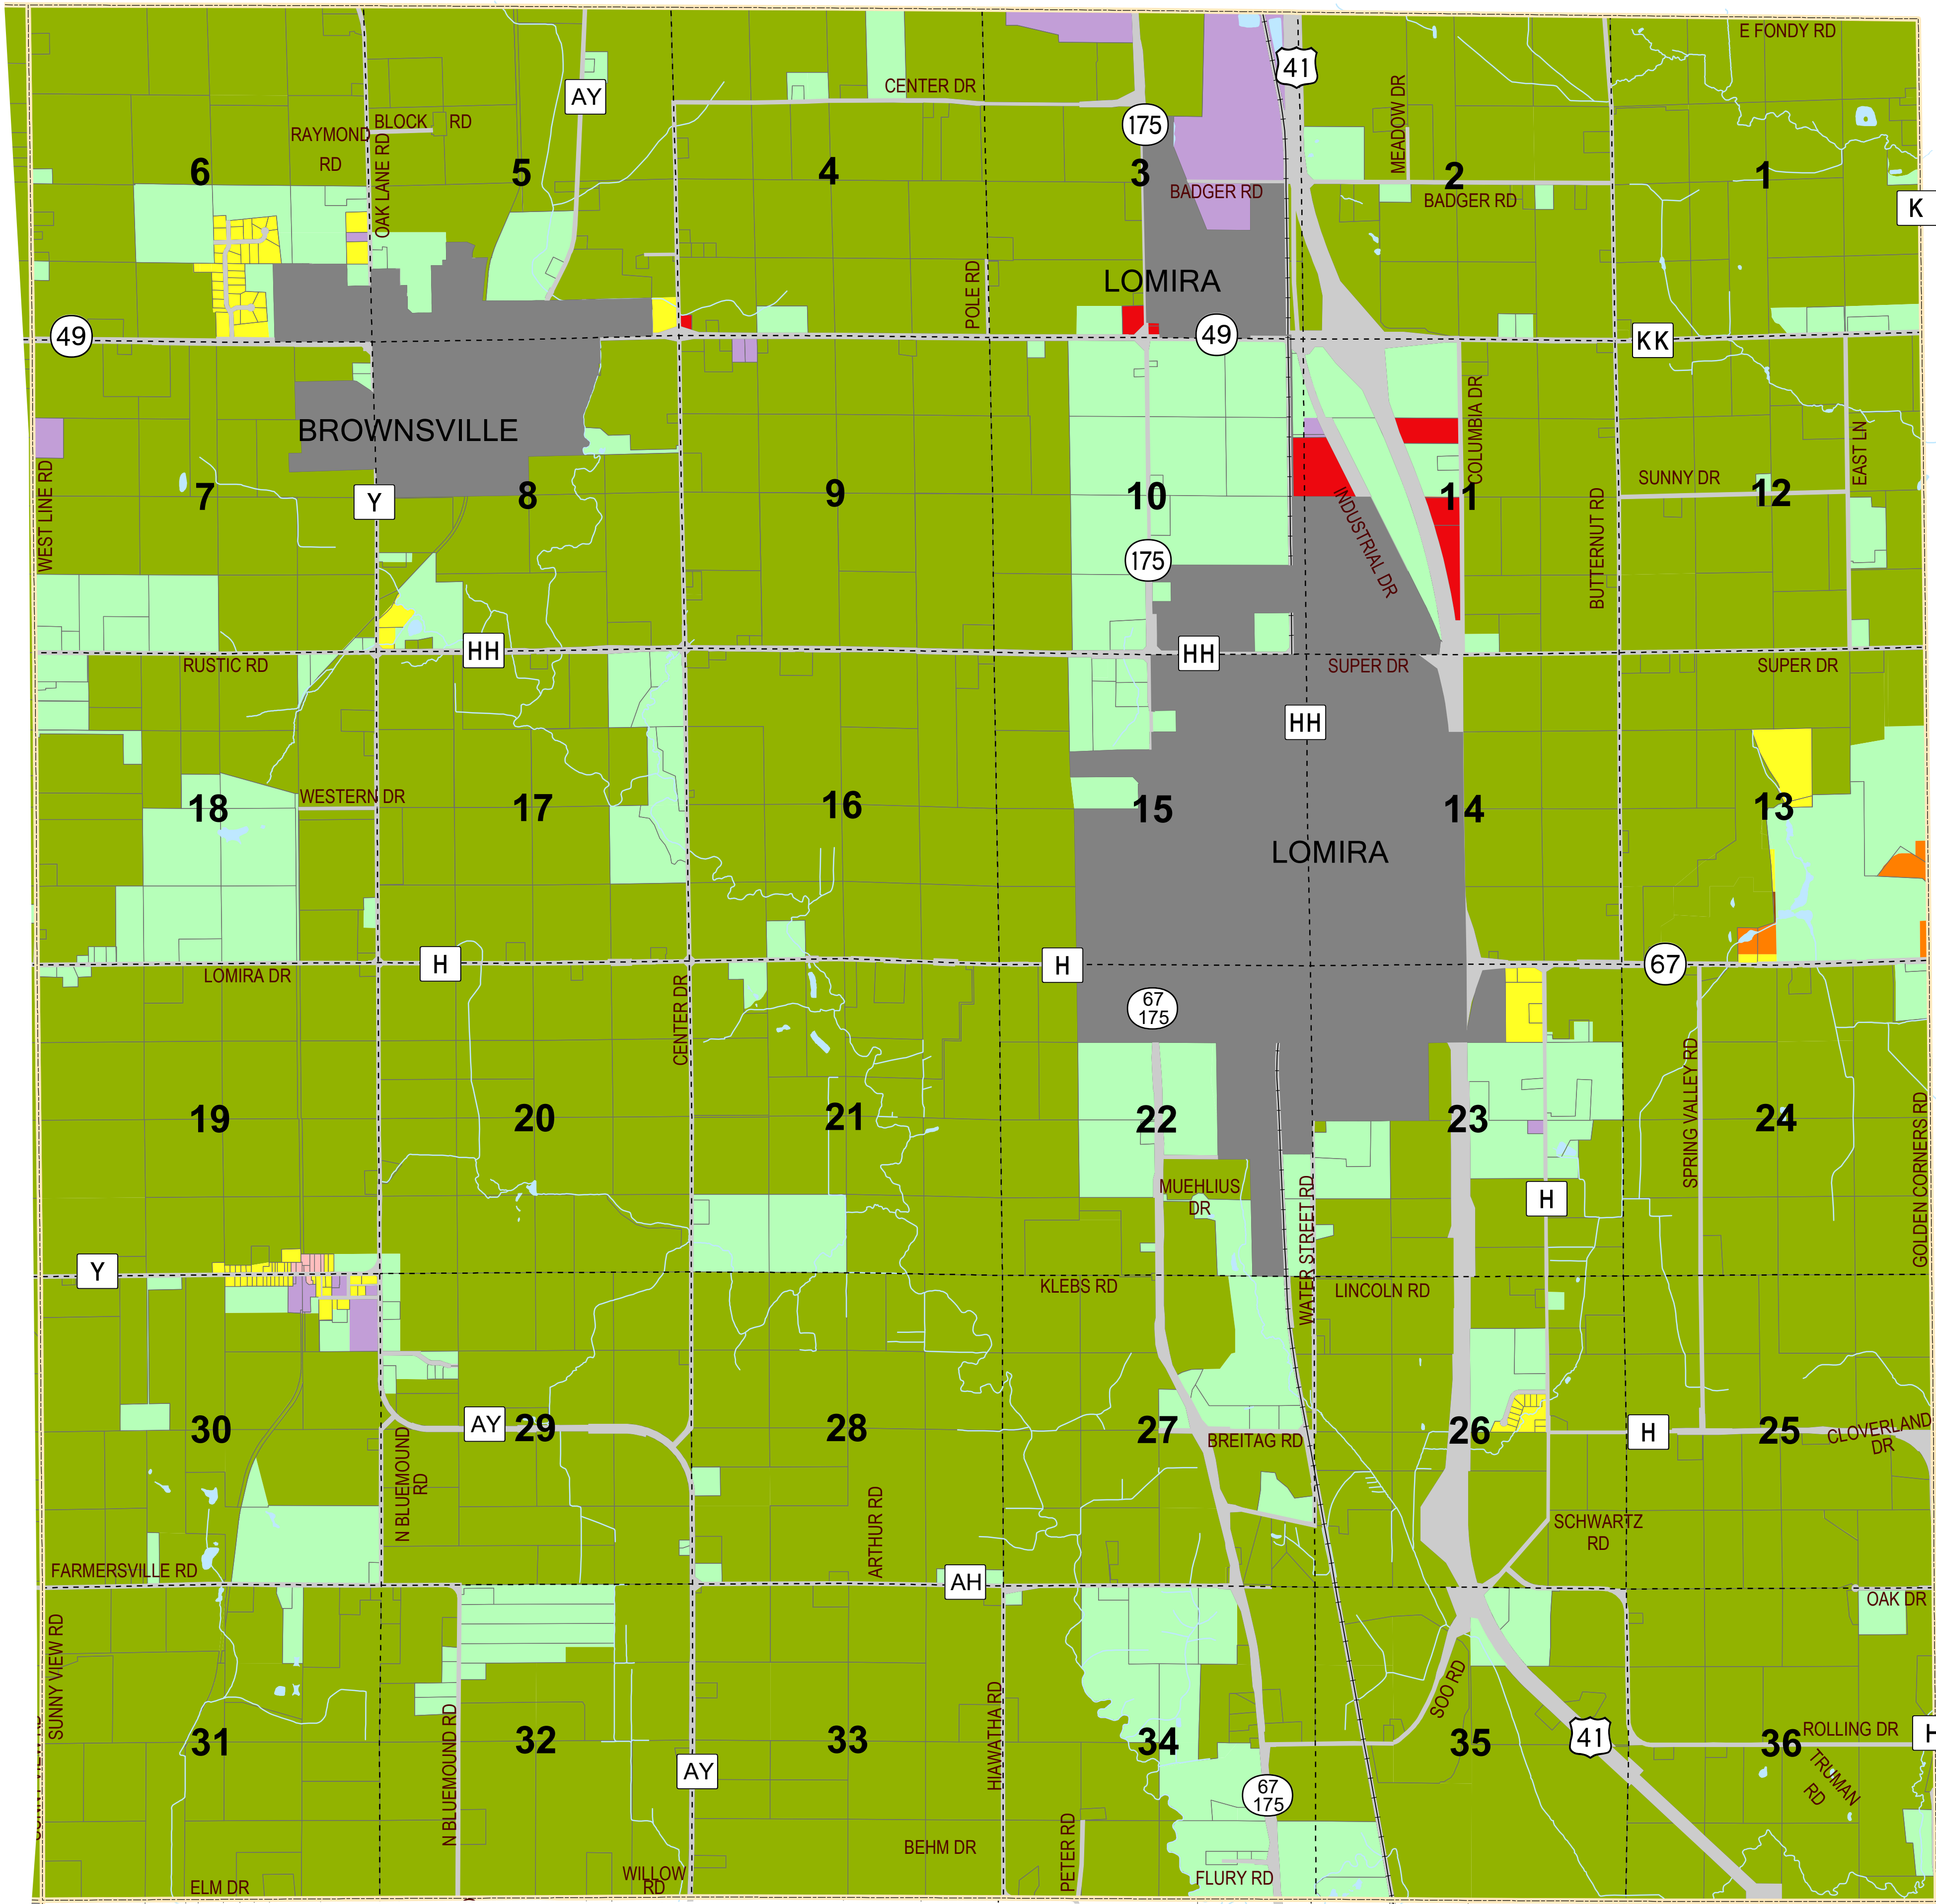 E FONDY RD
41
CENTER DR
AY
MEADOW DR
175
BLOCK RD
RAYMOND
RD
OAK LANE RD
6
5
4
3
2
1
BADGER RD
BADGER RD
K
LOMIRA
POLE RD
49
49
KK
BROWNSVILLE
COLUMBIA DR
EAST LN
WEST LINE RD
SUNNY DR
7
Y
8
9
10
11
12
INDUSTRIAL DR
BUTTERNUT RD
175
HH
HH
RUSTIC RD
SUPER DR
SUPER DR
HH
WESTERN DR
18
17
16
15
14
13
LOMIRA
H
H
67
LOMIRA DR
CENTER DR
67
175
SPRING VALLEY RD
GOLDEN CORNERS RD
19
20
21
22
23
24
MUEHLIUS
DR
H
WATER STREET RD
Y
KLEBS RD
LINCOLN RD
30
AY
29
28
27
26
H
25
CLOVERLAND
DR
BREITAG RD
N BLUEMOUND
RD
ARTHUR RD
SCHWARTZ
RD
FARMERSVILLE RD
AH
OAK DR
SUNNY VIEW RD
SOO RD
HIAWATHA RD
N BLUEMOUND RD
31
32
33
34
35
41
36
ROLLING DR
H
AY
TRUMAN
RD
67
175
PETER RD
BEHM DR
FLURY RD
WILLOW
RD
ELM DR